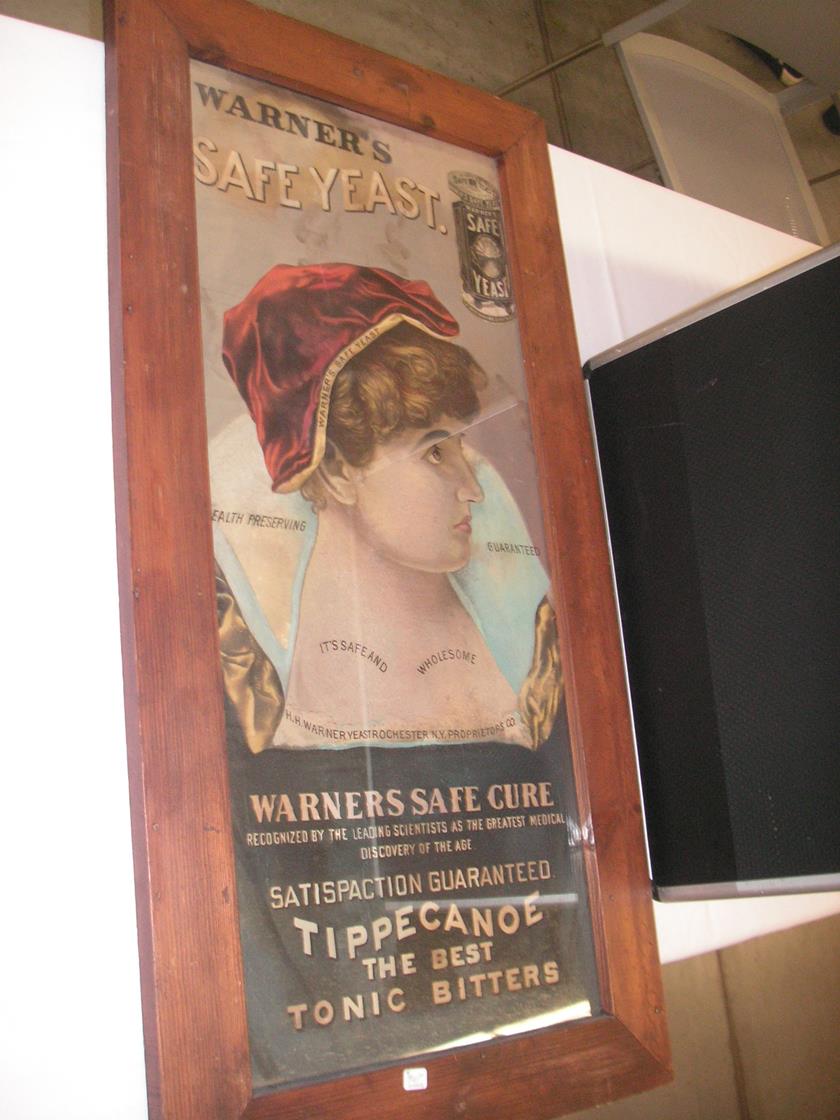 WARNER'S
SAFE YEAST.
SAFE
YEAST
WARNER'S SAFE YEAST
EALTH PRESERVING
GUARANTEED
IT'S SAFE AND WHOLESOME
H.H. WARNER YEAST ROCHESTER N.Y. PROPRIETORS CO
WARNERS SAFE CURE
RECOGNIZED BY THE LEADING SCIENTISTS AS THE GREATEST MEDICAL
DISCOVERY OF THE AGE
SATISPACTION GUARANTEED.
TIPPECANOE
THE BEST
TONIC BITTERS